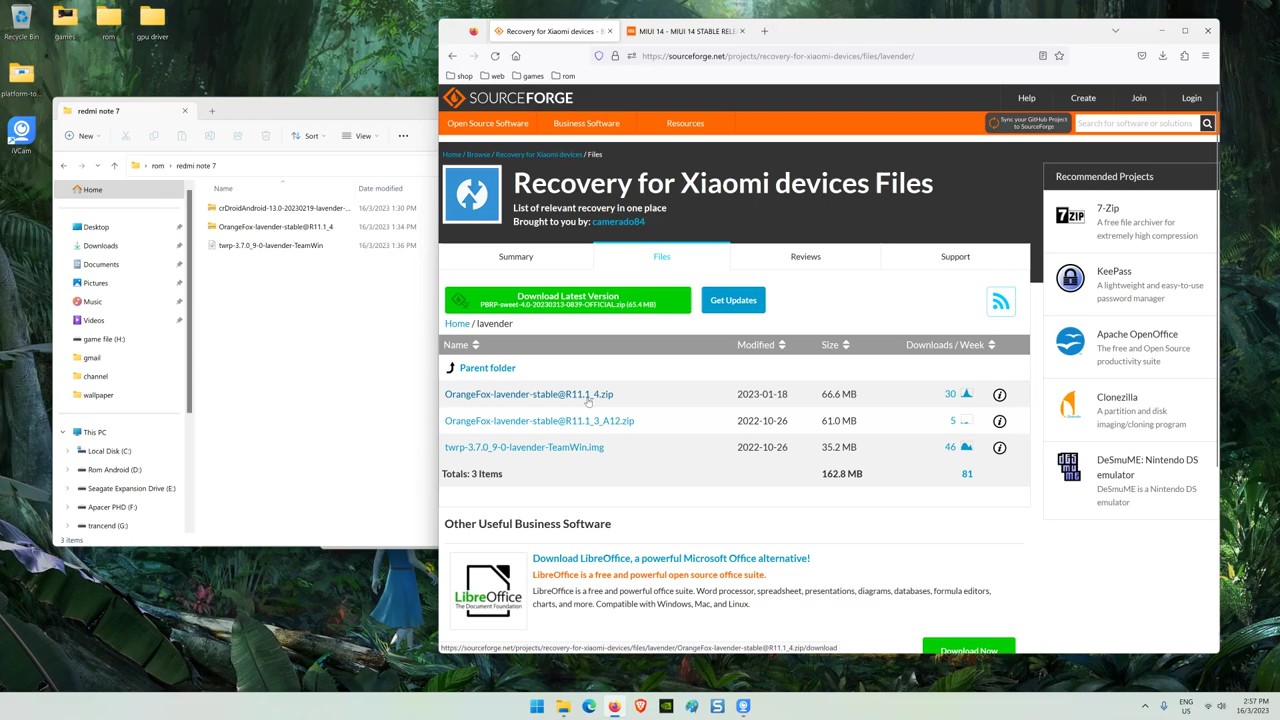 Recycle Bin
games
rom
gpu driver
platform-to...
iVCam
redmi note 7
New
Sort
View
rom › redmi note 7
Home
Desktop
Downloads
Documents
Pictures
Music
Videos
game file (H:)
gmail
channel
wallpaper
This PC
Local Disk (C:)
Rom Android (D:)
Seagate Expansion Drive (E:)
Apacer PHD (F:)
trancend (G:)
3 items
Name
Date modified
crDroidAndroid-13.0-20230219-lavender-...
16/3/2023 1:30 PM
OrangeFox-lavender-stable@R11.1_4
16/3/2023 1:34 PM
twrp-3.7.0_9-0-lavender-TeamWin
16/3/2023 1:36 PM
Recovery for Xiaomi devices - B
MIUI 14 - MIUI 14 STABLE RELE
https://sourceforge.net/projects/recovery-for-xiaomi-devices/files/lavender/
shop
web
games
rom
SOURCEFORGE
Help
Create
Join
Login
Open Source Software
Business Software
Resources
Sync your GitHub Project
to SourceForge
Search for software or solutions
Home / Browse / Recovery for Xiaomi devices / Files
Recovery for Xiaomi devices Files
List of relevant recovery in one place
Brought to you by: camerado84
Summary
Files
Reviews
Support
Download Latest Version
PBRP-sweet-4.0-20230313-0839-OFFICIAL.zip (65.4 MB)
Get Updates
Home / lavender
Name
Modified
Size
Downloads / Week
Parent folder
OrangeFox-lavender-stable@R11.1_4.zip
2023-01-18
66.6 MB
30
OrangeFox-lavender-stable@R11.1_3_A12.zip
2022-10-26
61.0 MB
5
twrp-3.7.0_9-0-lavender-TeamWin.img
2022-10-26
35.2 MB
46
Totals: 3 Items
162.8 MB
81
Other Useful Business Software
Download LibreOffice, a powerful Microsoft Office alternative!
LibreOffice is a free and powerful open source office suite.
LibreOffice is a free and powerful office suite. Word processor, spreadsheet, presentations, diagrams, databases, formula editors,
charts, and more. Compatible with Windows, Mac, and Linux.
LibreOffice
The Document Foundation
Download Now
https://sourceforge.net/projects/recovery-for-xiaomi-devices/files/lavender/OrangeFox-lavender-stable@R11.1_4.zip/download
Recommended Projects
7ZIP
7-Zip
A free file archiver for
extremely high compression
KeePass
A lightweight and easy-to-use
password manager
Apache OpenOffice
The free and Open Source
productivity suite
Clonezilla
A partition and disk
imaging/cloning program
DeSmuME: Nintendo DS
emulator
DeSmuME is a Nintendo DS
emulator
ENG
US
2:57 PM
16/3/2023